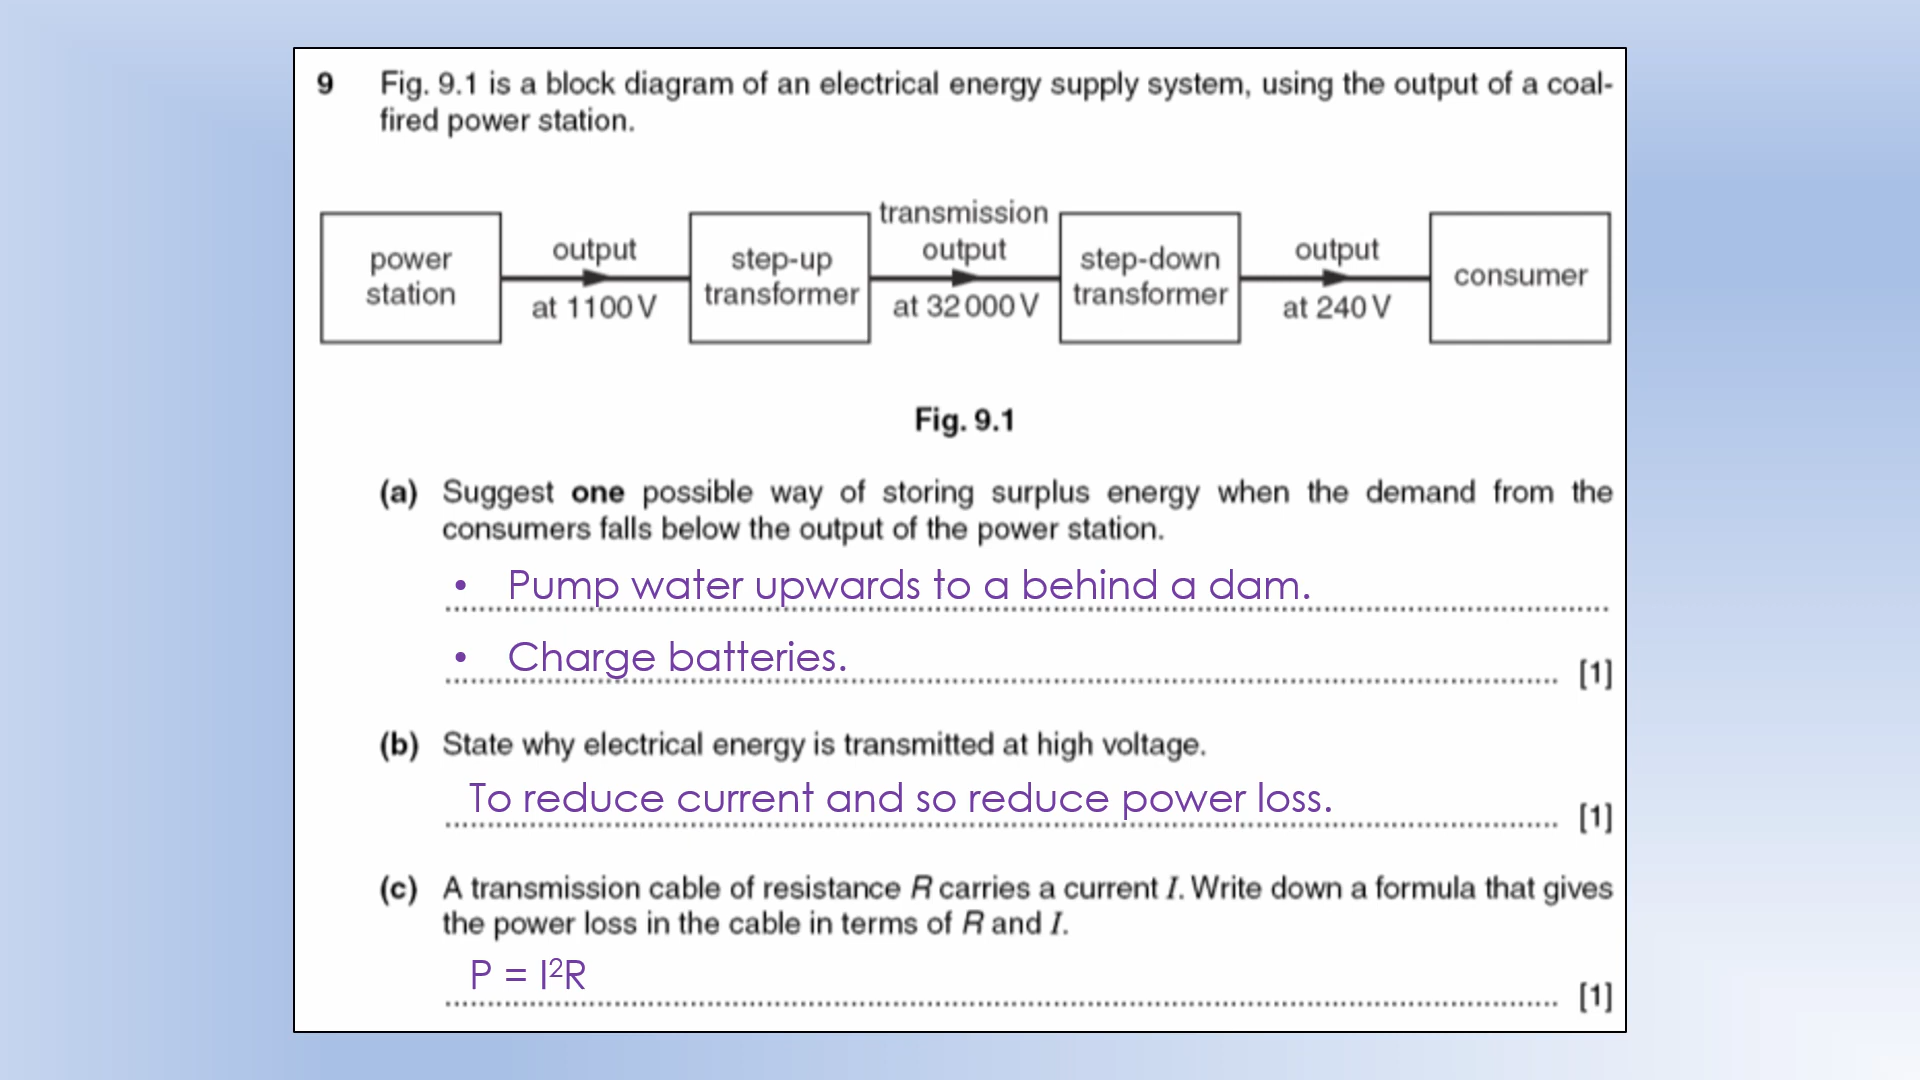 9 Fig. 9.1 is a block diagram of an electrical energy supply system, using the output of a coal-
fired power station.
power
station
output
at 1100 V
step-up
transformer
transmission
output
at 32 000 V
step-down
transformer
output
at 240 V
consumer
Fig. 9.1
(a) Suggest one possible way of storing surplus energy when the demand from the
consumers falls below the output of the power station.
• Pump water upwards to a behind a dam.
• Charge batteries.
[1]
(b) State why electrical energy is transmitted at high voltage.
To reduce current and so reduce power loss.
[1]
(c) A transmission cable of resistance R carries a current I. Write down a formula that gives
the power loss in the cable in terms of R and I.
P = I²R
[1]